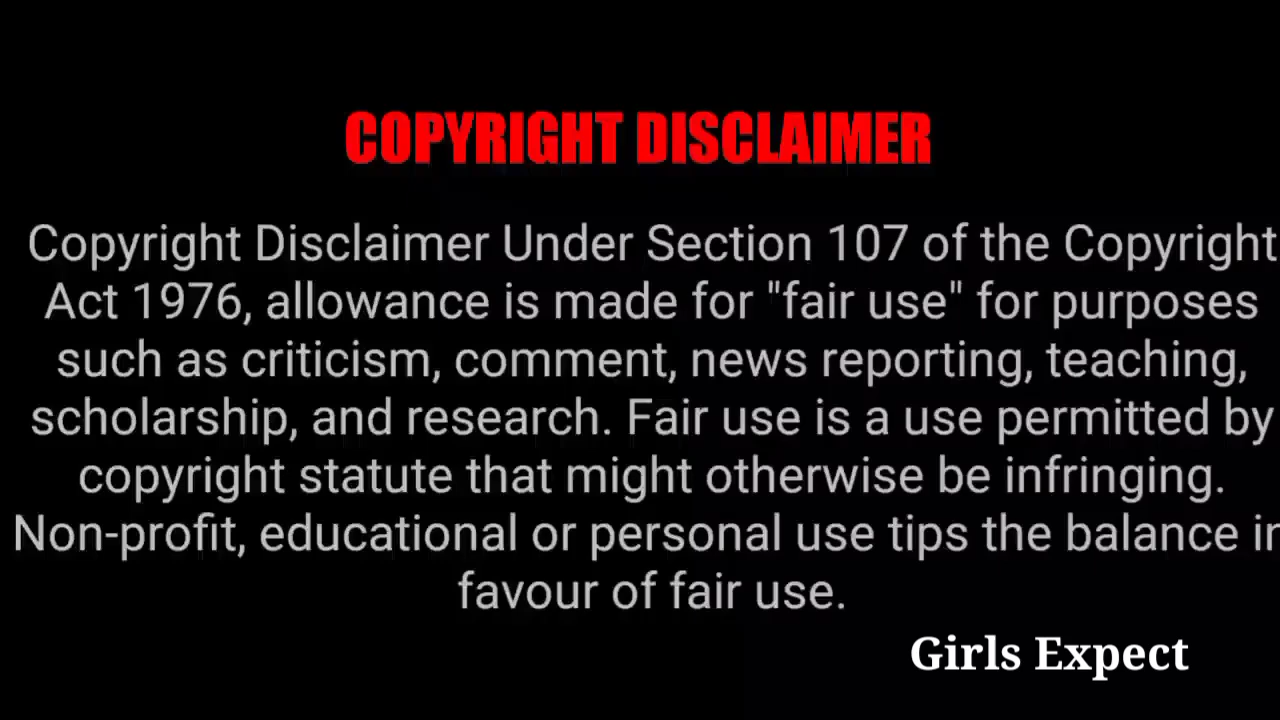 COPYRIGHT DISCLAIMER
Copyright Disclaimer Under Section 107 of the Copyright
Act 1976, allowance is made for "fair use" for purposes
such as criticism, comment, news reporting, teaching,
scholarship, and research. Fair use is a use permitted by
copyright statute that might otherwise be infringing.
Non-profit, educational or personal use tips the balance in
favour of fair use.
Girls Expect